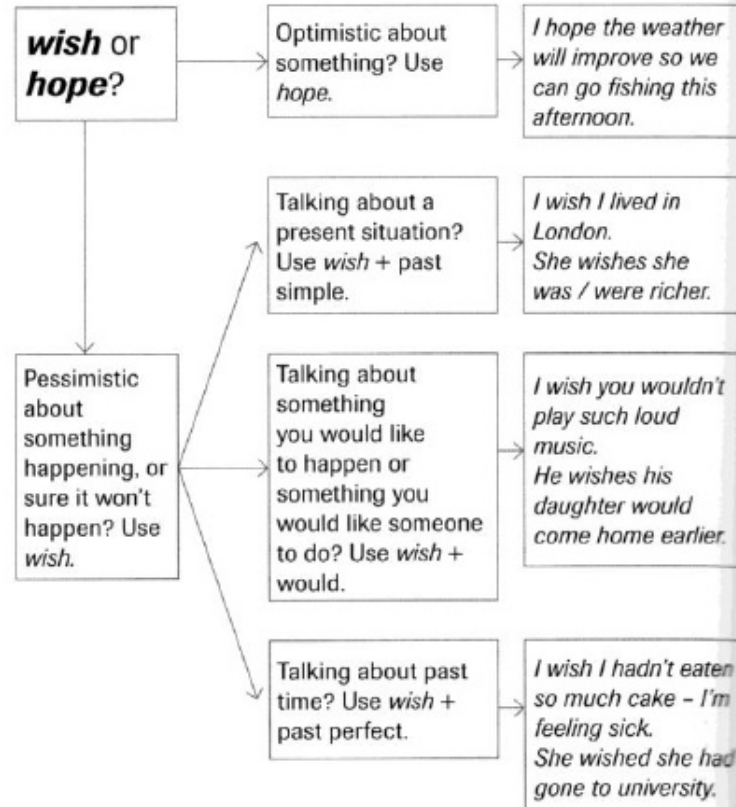 wish or
hope?
Optimistic about
something? Use
hope.
I hope the weather
will improve so we
can go fishing this
afternoon.
Talking about a
present situation?
Use wish + past
simple.
I wish I lived in
London.
She wishes she
was / were richer.
Pessimistic
about
something
happening, or
sure it won't
happen? Use
wish.
Talking about
something
you would like
to happen or
something you
would like someone
to do? Use wish +
would.
I wish you wouldn't
play such loud
music.
He wishes his
daughter would
come home earlier.
Talking about past
time? Use wish +
past perfect.
I wish I hadn't eaten
so much cake – I'm
feeling sick.
She wished she had
gone to university.